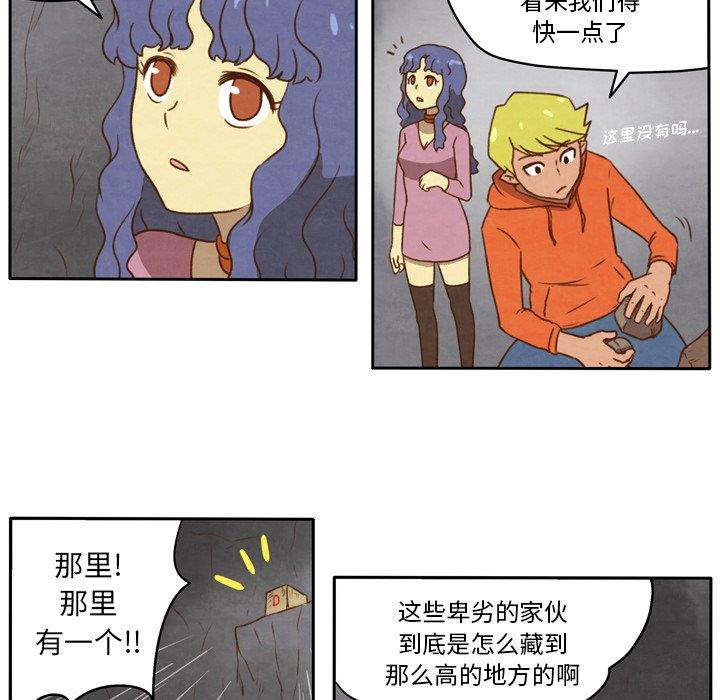 看来我们得
快一点了
这里没有吗...
那里!
那里
有一个!!
D
这些卑劣的家伙
到底是怎么藏到
那么高的地方的啊